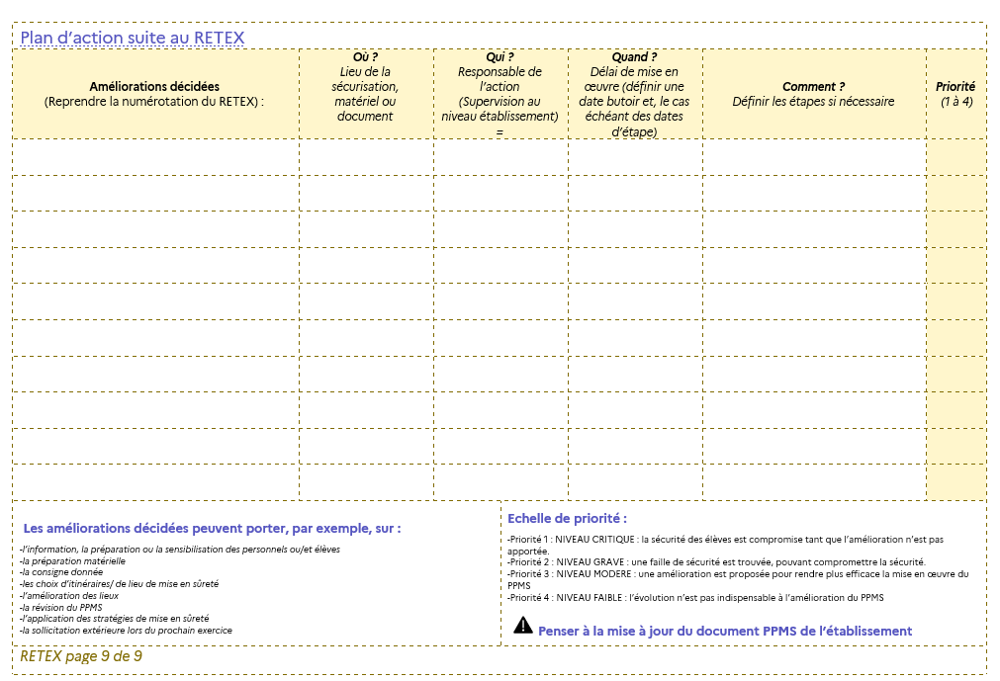 Plan d'action suite au RETEX
Améliorations décidées
(Reprendre la numérotation du RETEX) :
Où ?
Lieu de la
sécurisation,
matériel ou
document
Qui ?
Responsable de
l'action
(Supervision au
niveau établissement)
=
Quand ?
Délai de mise en
œuvre (définir une
date butoir et, le cas
échéant des dates
d'étape)
Comment ?
Définir les étapes si nécessaire
Priorité
(1 à 4)
Les améliorations décidées peuvent porter, par exemple, sur :
-l'information, la préparation ou la sensibilisation des personnels ou/et élèves
-la préparation matérielle
-la consigne donnée
-les choix d'itinéraires/ de lieu de mise en sûreté
-l'amélioration des lieux
-la révision du PPMS
-l'application des stratégies de mise en sûreté
-la sollicitation extérieure lors du prochain exercice
Echelle de priorité :
-Priorité 1 : NIVEAU CRITIQUE : la sécurité des élèves est compromise tant que l'amélioration n'est pas
apportée.
-Priorité 2 : NIVEAU GRAVE : une faille de sécurité est trouvée, pouvant compromettre la sécurité.
-Priorité 3 : NIVEAU MODERE : une amélioration est proposée pour rendre plus efficace la mise en œuvre du
PPMS
-Priorité 4 : NIVEAU FAIBLE : l'évolution n'est pas indispensable à l'amélioration du PPMS
Penser à la mise à jour du document PPMS de l'établissement
RETEX page 9 de 9